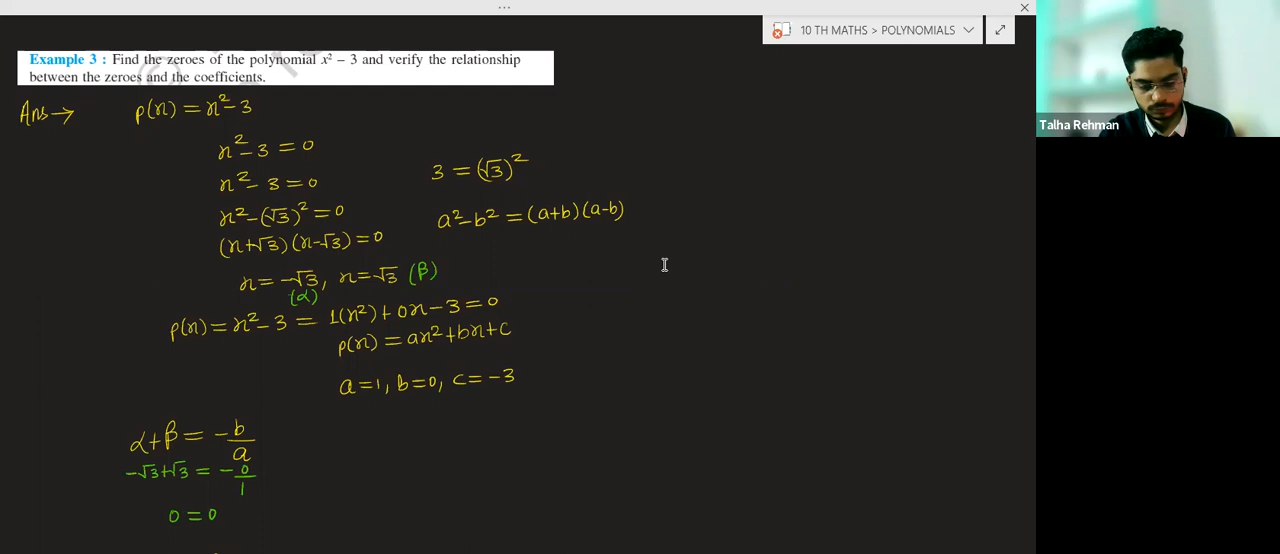 10 TH MATHS > POLYNOMIALS
Example 3 : Find the zeroes of the polynomial x² – 3 and verify the relationship
between the zeroes and the coefficients.
Talha Rehman
Ans → p(x) = x² - 3
x² - 3 = 0
x² - 3 = 0
x² - (√3)² = 0
(x+√3)(x-√3) = 0
x = -√3, x = √3 (β)
(α)
3 = (√3)²
a² - b² = (a+b)(a-b)
p(x) = x² - 3 = 1(x²) + 0x - 3 = 0
p(x) = ax² + bx + c
a = 1, b = 0, c = -3
α + β = -b/a
-√3 + √3 = -0/1
0 = 0